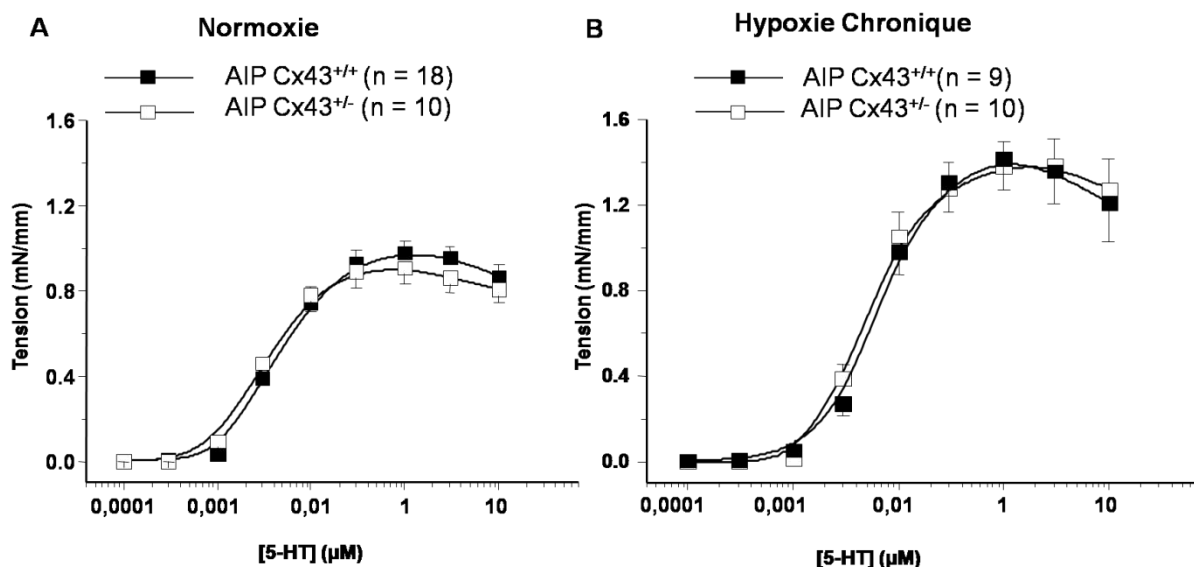 A
Normoxie
AIP Cx43+/+ (n = 18)
AIP Cx43+/- (n = 10)
1.6
1.2
0.8
0.4
0.0
Tension (mN/mm)
0,0001
0,001
0,01
1
10
[5-HT] (µM)
B
Hypoxie Chronique
AIP Cx43+/+ (n = 9)
AIP Cx43+/- (n = 10)
1.6
1.2
0.8
0.4
0.0
Tension (mN/mm)
0,0001
0,001
0,01
1
10
[5-HT] (µM)